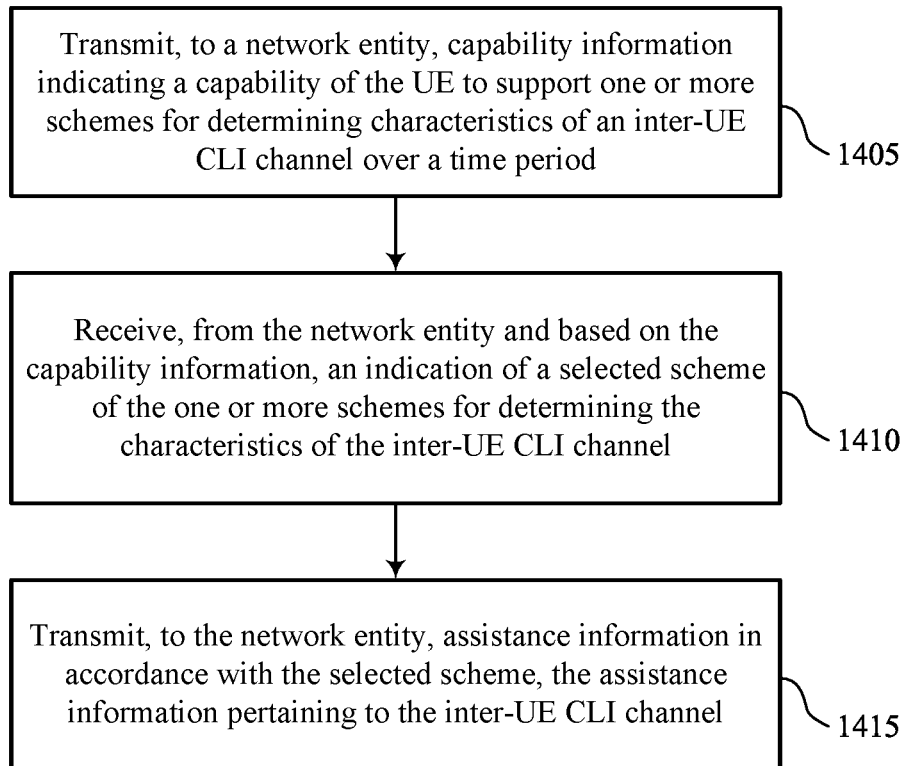 Transmit, to a network entity, capability information
indicating a capability of the UE to support one or more
schemes for determining characteristics of an inter-UE
CLI channel over a time period
1405
Receive, from the network entity and based on the
capability information, an indication of a selected scheme
of the one or more schemes for determining the
characteristics of the inter-UE CLI channel
1410
Transmit, to the network entity, assistance information in
accordance with the selected scheme, the assistance
information pertaining to the inter-UE CLI channel
1415